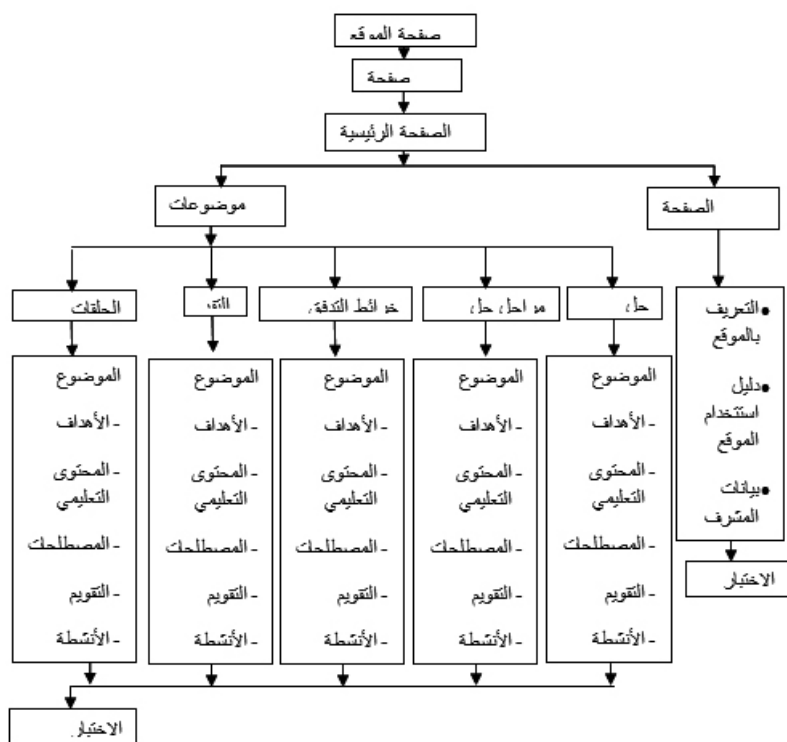 صفحة الموقع
صفحة
الصفحة الرئيسية
الصفحة
موضوعات
حل
مراحل حل
خرائط التدفق
الحلقات
التعريف
بالموقع
دليل
استخدام
الموقع
بيانات
المشرف
الاختبار
الموضوع
- الأهداف
- المحتوى
التعليمي
- المصطلحات
- التقويم
- الأنشطة
الموضوع
- الأهداف
- المحتوى
التعليمي
- المصطلحات
- التقويم
- الأنشطة
الموضوع
- الأهداف
- المحتوى
التعليمي
- المصطلحات
- التقويم
- الأنشطة
الموضوع
- الأهداف
- المحتوى
التعليمي
- المصطلحات
- التقويم
- الأنشطة
الموضوع
- الأهداف
- المحتوى
التعليمي
- المصطلحات
- التقويم
- الأنشطة
الاختبار